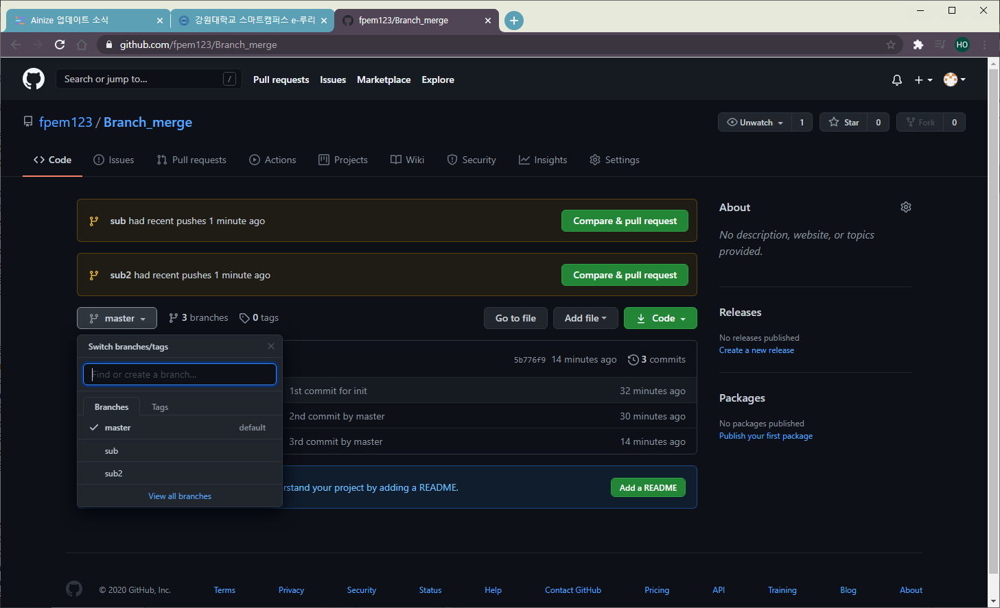 Ainize 업데이트 소식
강원대학교 스마트캠퍼스 e-루리
fpem123/Branch_merge
github.com/fpem123/Branch_merge
HO
Search or jump to...
/
Pull requests
Issues
Marketplace
Explore
fpem123 / Branch_merge
Unwatch
1
Star
0
Fork
0
Code
Issues
Pull requests
Actions
Projects
Wiki
Security
Insights
Settings
sub had recent pushes 1 minute ago
Compare & pull request
sub2 had recent pushes 1 minute ago
Compare & pull request
master
3 branches
0 tags
Go to file
Add file
Code
Switch branches/tags
Find or create a branch...
Branches
Tags
master
default
sub
sub2
View all branches
5b776f9
14 minutes ago
3 commits
1st commit for init
32 minutes ago
2nd commit by master
30 minutes ago
3rd commit by master
14 minutes ago
rstand your project by adding a README.
Add a README
About
No description, website, or topics
provided.
Releases
No releases published
Create a new release
Packages
No packages published
Publish your first package
© 2020 GitHub, Inc.
Terms
Privacy
Security
Status
Help
Contact GitHub
Pricing
API
Training
Blog
About